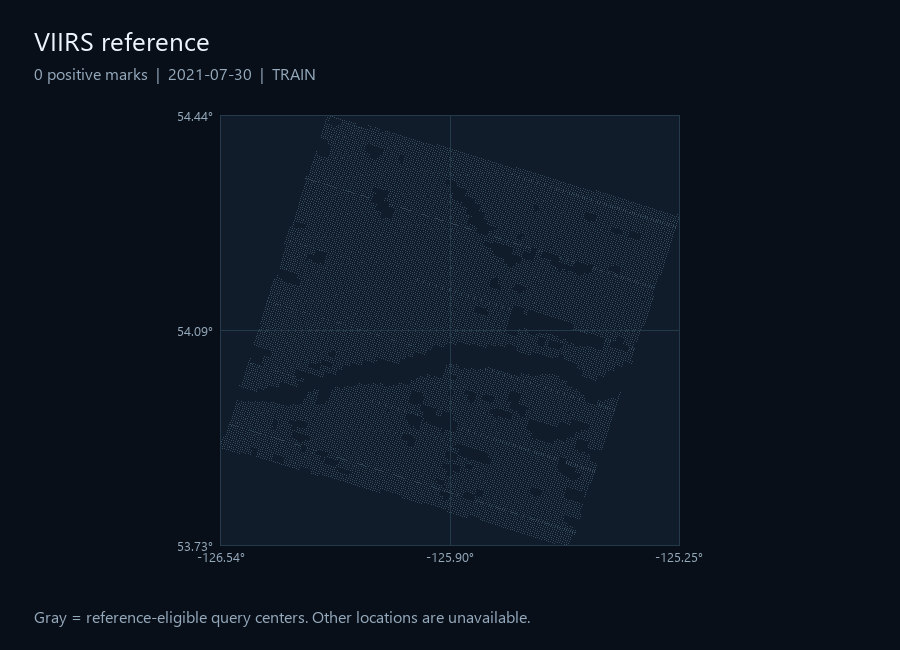 VIIRS reference
0 positive marks | 2021-07-30 | TRAIN
54.44°
54.09°
53.73°
-126.54°
-125.90°
-125.25°
Gray = reference-eligible query centers. Other locations are unavailable.